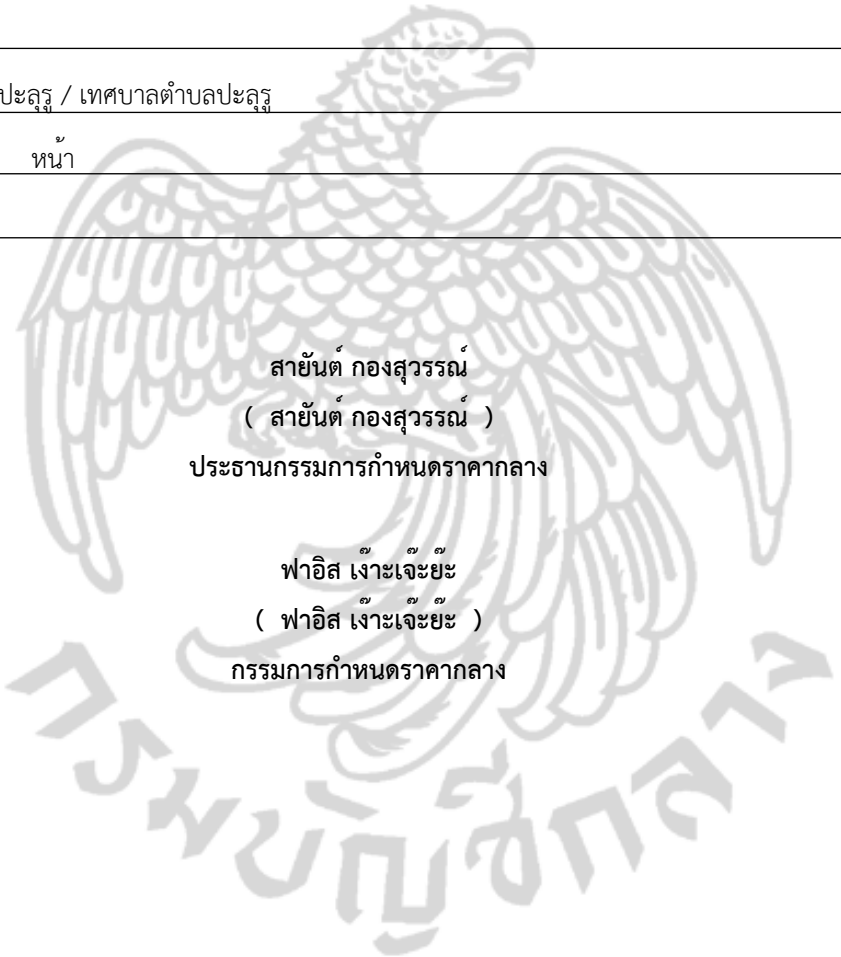 ปะลุรู / เทศบาลตำบลปะลุรู
หน้า
สายันต์ กองสุวรรณ์
( สายันต์ กองสุวรรณ์ )
ประธานกรรมการกำหนดราคากลาง
ฟาอิส เง๊าะเจ๊ะย๊ะ
( ฟาอิส เง๊าะเจ๊ะย๊ะ )
กรรมการกำหนดราคากลาง
กรมบัญชีกลาง